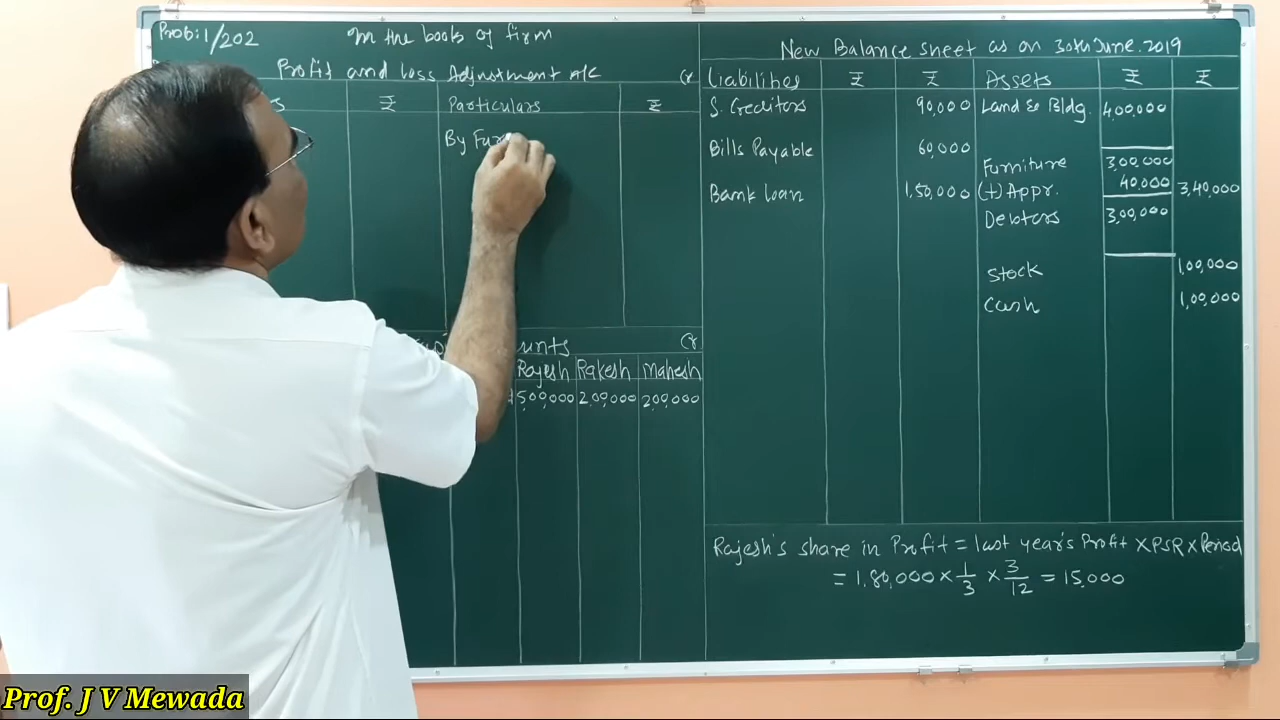 Prob:1/202 In the books of firm
Profit and loss Adjustment A/C Cr
₹ Particulars ₹
By Fur
unts Cr
Rajesh Rakesh Mahesh
5,00,000 2,00,000 2,00,000
New Balance sheet as on 30th June. 2019
Liabilities ₹ ₹ Assets ₹ ₹
S. Creditors 90,000 Land & Bldg. 4,00,000
Bills Payable 60,000
Furniture 3,00,000
Bank loan 1,50,000 (+) Appr. 40,000 3,40,000
Debtors 3,00,000
Stock 1,00,000
Cash 1,00,000
Rajesh's share in Profit = last year's Profit × PSR × Period
= 1,80,000 × 1/3 × 3/12 = 15,000
Prof. J V Mewada